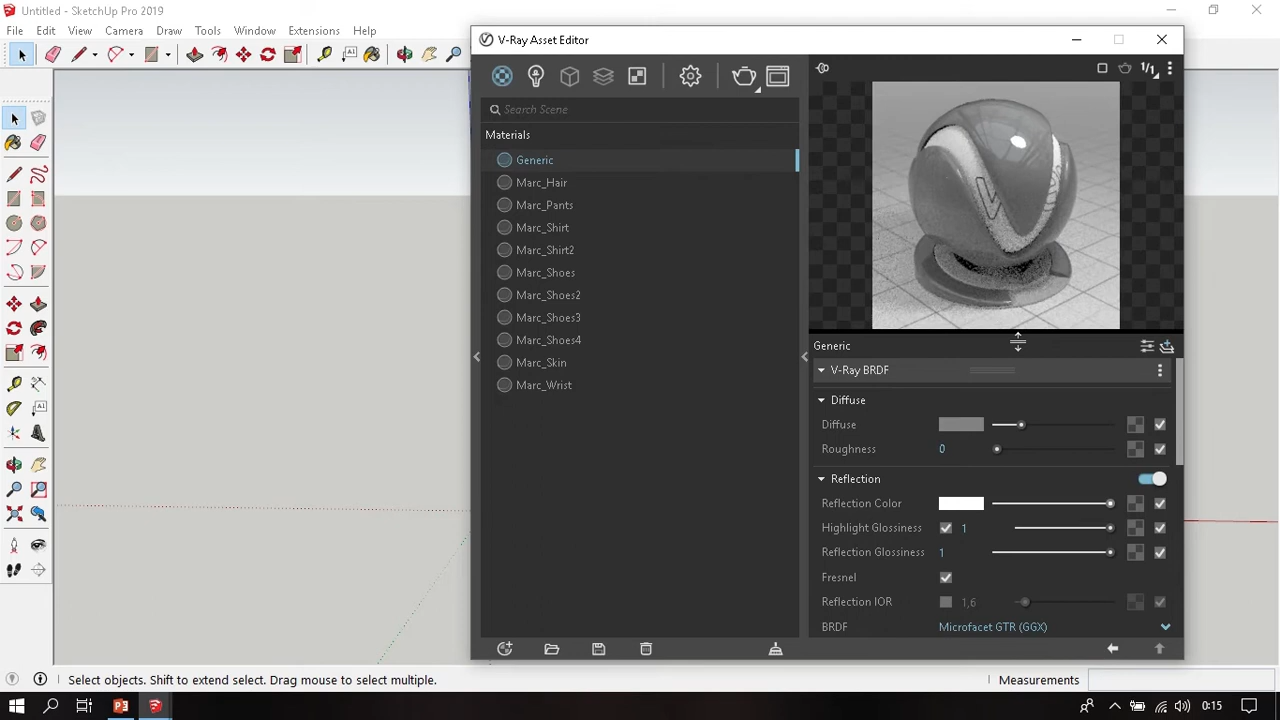 Untitled - SketchUp Pro 2019
File Edit View Camera Draw Tools Window Extensions Help
V-Ray Asset Editor
Search Scene
Materials
Generic
Marc_Hair
Marc_Pants
Marc_Shirt
Marc_Shirt2
Marc_Shoes
Marc_Shoes2
Marc_Shoes3
Marc_Shoes4
Marc_Skin
Marc_Wrist
1/1
Generic
V-Ray BRDF
Diffuse
Diffuse
Roughness 0
Reflection
Reflection Color
Highlight Glossiness 1
Reflection Glossiness 1
Fresnel
Reflection IOR 1,6
BRDF Microfacet GTR (GGX)
Select objects. Shift to extend select. Drag mouse to select multiple.
Measurements
0:15